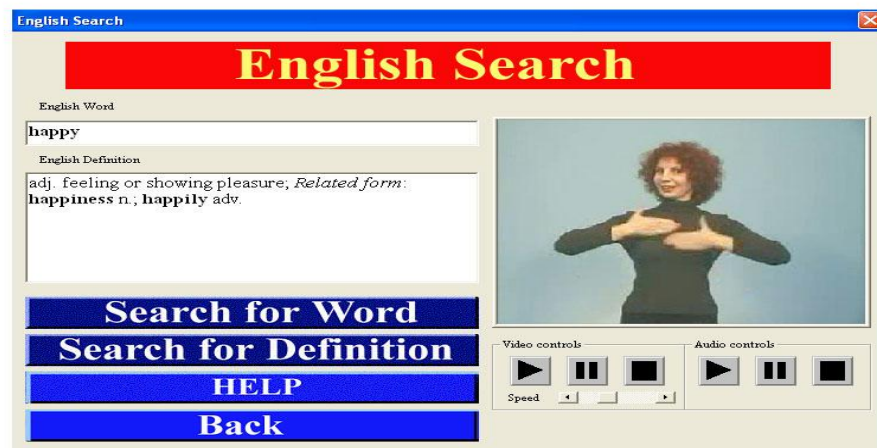 English Search
English Search
English Word
happy
English Definition
adj. feeling or showing pleasure; Related form:
happiness n.; happily adv.
Search for Word
Search for Definition
HELP
Back
Video controls
Speed
Audio controls